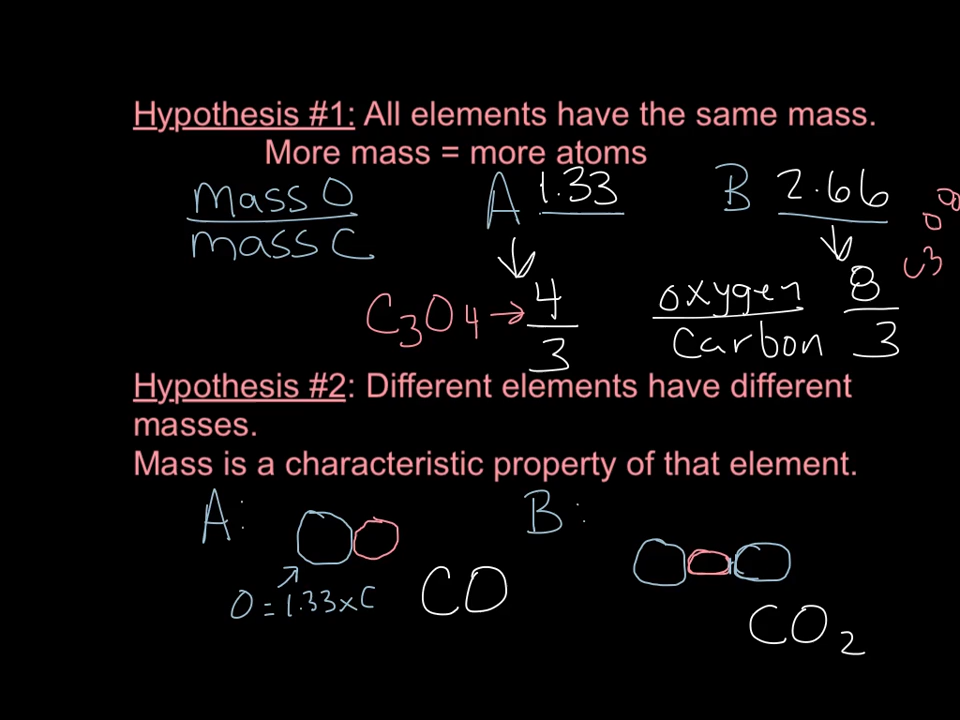 Hypothesis #1: All elements have the same mass.
More mass = more atoms
mass O
mass C
A 1.33
B 2.66
C3O4 → 4
3
oxygen
carbon
8
3
C3O8
Hypothesis #2: Different elements have different
masses.
Mass is a characteristic property of that element.
A:
B:
O = 1.33xC
CO
CO2